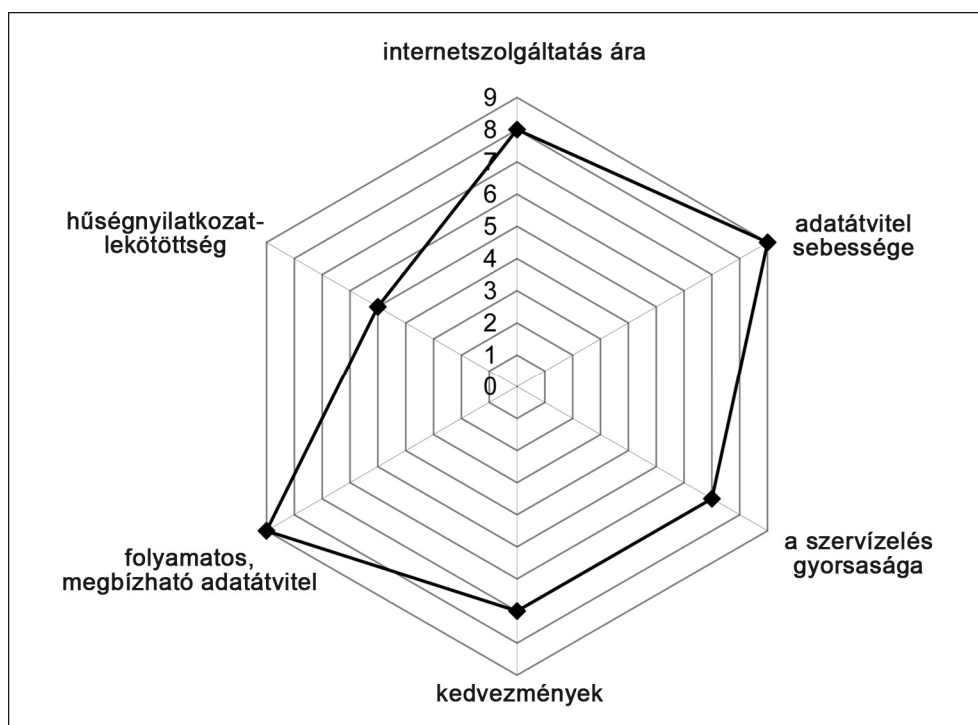 internetszolgáltatás ára
9
8
7
6
5
4
3
2
1
0
adatátvitel
sebessége
a szervízelés
gyorsasága
kedvezmények
folyamatos,
megbízható adatátvitel
hűségnyilatkozat-
lekötöttség